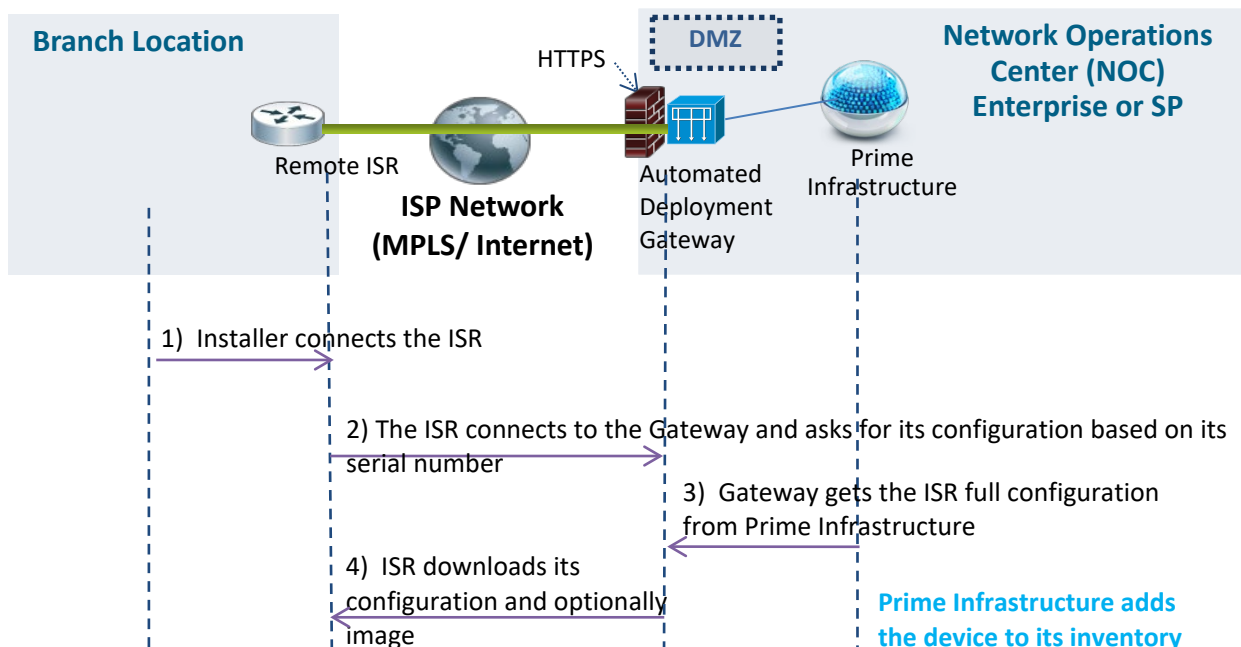 Branch Location
HTTPS
DMZ
Network Operations
Center (NOC)
Enterprise or SP
Remote ISR
ISP Network
(MPLS/ Internet)
Automated
Deployment
Gateway
Prime
Infrastructure
1) Installer connects the ISR
2) The ISR connects to the Gateway and asks for its configuration based on its
serial number
3) Gateway gets the ISR full configuration
from Prime Infrastructure
4) ISR downloads its
configuration and optionally
image
Prime Infrastructure adds
the device to its inventory